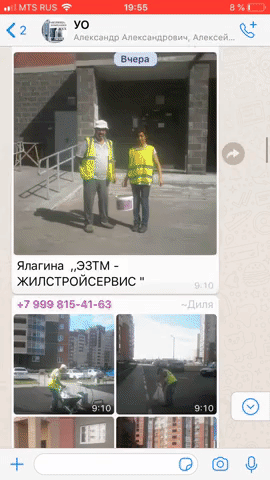 MTS RUS
19:55
8 %
2
УО
Александр Александрович, Алексей...
Вчера
Ялагина ,,ЭЗТМ -
ЖИЛСТРОЙСЕРВИС "
9:10
+7 999 815-41-63
~Диля
9:10
9:10